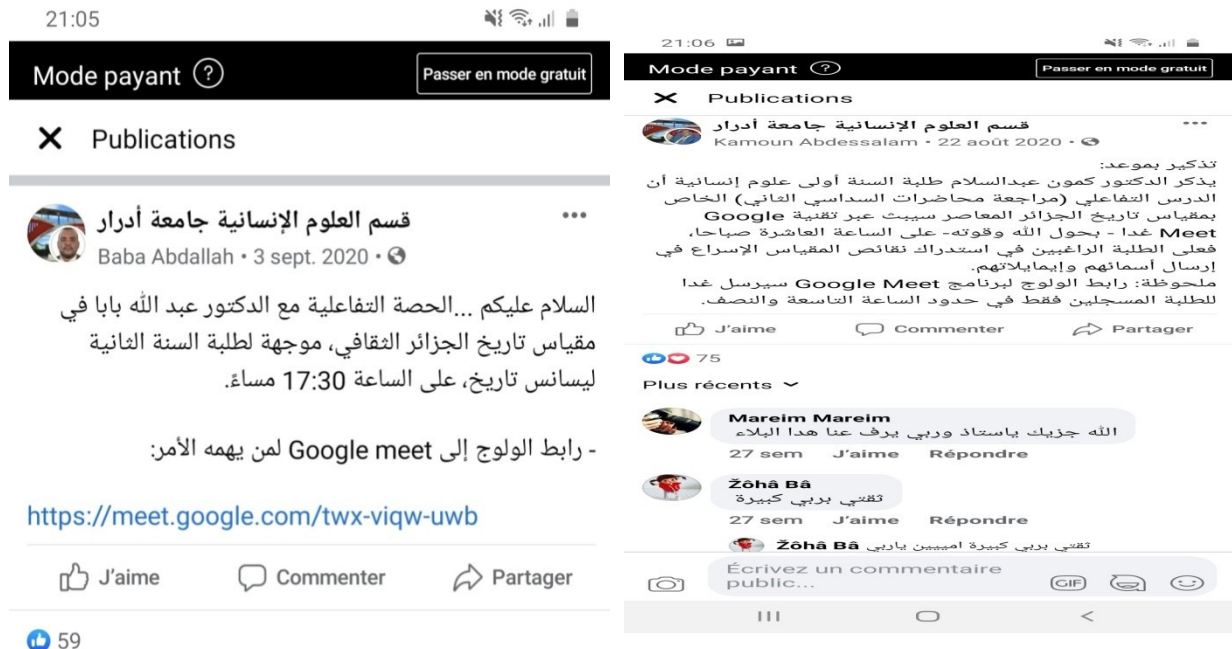 21:05
Mode payant ?
Passer en mode gratuit
X Publications
قسم العلوم الإنسانية جامعة أدرار
Baba Abdallah • 3 sept. 2020 •
السلام عليكم ...الحصة التفاعلية مع الدكتور عبد الله بابا في
مقياس تاريخ الجزائر الثقافي، موجهة لطلبة السنة الثانية
ليسانس تاريخ، على الساعة 17:30 مساءً.
- رابط الولوج إلى Google meet لمن يهمه الأمر:
https://meet.google.com/twx-viqw-uwb
J'aime Commenter Partager
59
21:06
Mode payant ?
Passer en mode gratuit
X Publications
قسم العلوم الإنسانية جامعة أدرار
Kamoun Abdessalam • 22 août 2020 •
تذكير بموعد:
يذكر الدكتور كمون عبدالسلام طلبة السنة أولى علوم إنسانية أن
الدرس التفاعلي (مراجعة محاضرات السداسي الثاني) الخاص
بمقياس تاريخ الجزائر المعاصر سيبث عبر تقنية Google
Meet غدا - بحول الله وقوته- على الساعة العاشرة صباحا،
فعلى الطلبة الراغبين في استدراك نقائص المقياس الإسراع في
إرسال أسمائهم وإيمايلاتهم.
ملحوظة: رابط الولوج لبرنامج Google Meet سيرسل غدا
للطلبة المسجلين فقط في حدود الساعة التاسعة والنصف.
J'aime Commenter Partager
75
Plus récents
Mareim Mareim
الله جزيك ياستاذ وربي يرف عنا هدا البلاء
27 sem J'aime Répondre
Žôhâ Bâ
ثقتي بربي كبيرة
27 sem J'aime Répondre
Žôhâ Bâ ثقتي بربي كبيرة امييين ياربي
Écrivez un commentaire
public...
GIF